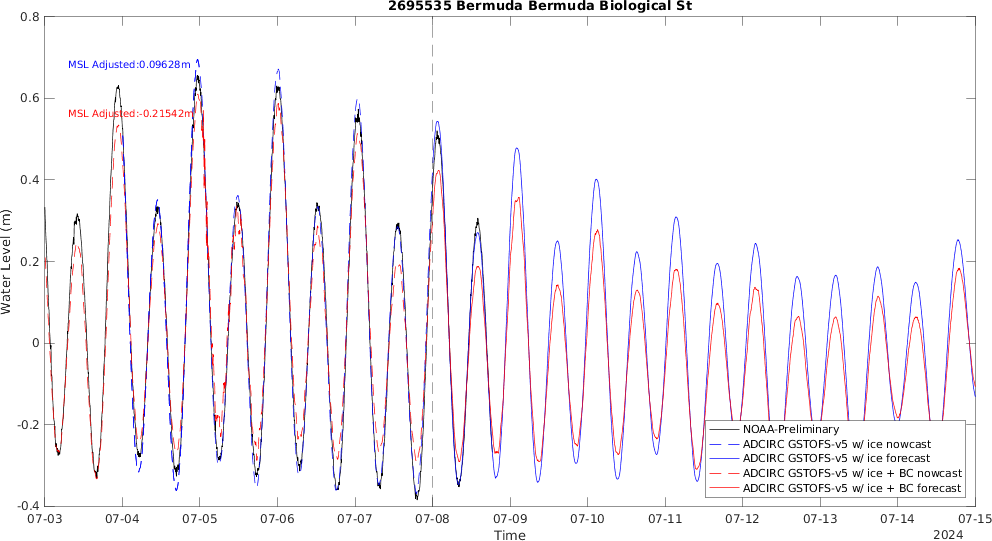 2695535 Bermuda Bermuda Biological St
0.8
0.6
0.4
0.2
0
-0.2
-0.4
Water Level (m)
MSL Adjusted:0.09628m
MSL Adjusted:-0.21542m
NOAA-Preliminary
ADCIRC GSTOFS-v5 w/ ice nowcast
ADCIRC GSTOFS-v5 w/ ice forecast
ADCIRC GSTOFS-v5 w/ ice + BC nowcast
ADCIRC GSTOFS-v5 w/ ice + BC forecast
07-03 07-04 07-05 07-06 07-07 07-08 07-09 07-10 07-11 07-12 07-13 07-14 07-15
Time
2024